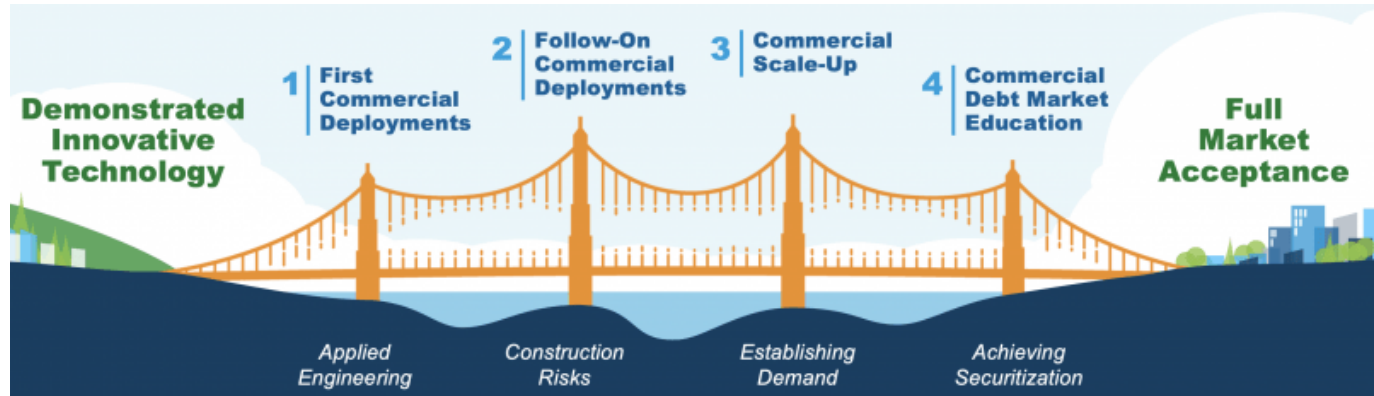 Demonstrated
Innovative
Technology
1
First
Commercial
Deployments
2
Follow-On
Commercial
Deployments
3
Commercial
Scale-Up
4
Commercial
Debt Market
Education
Full
Market
Acceptance
Applied
Engineering
Construction
Risks
Establishing
Demand
Achieving
Securitization